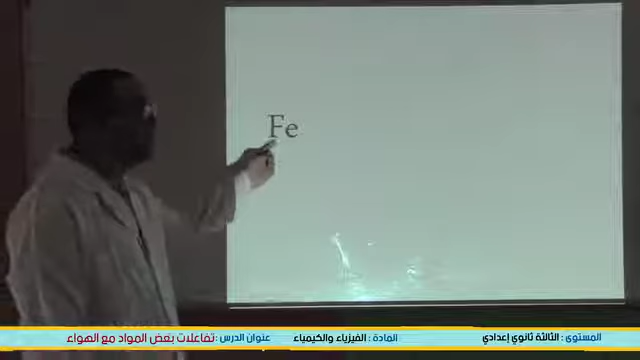 Fe
المستوى : الثالثة ثانوي إعدادي
المادة : الفيزياء والكيمياء
عنوان الدرس : تفاعلات بعض المواد مع الهواء